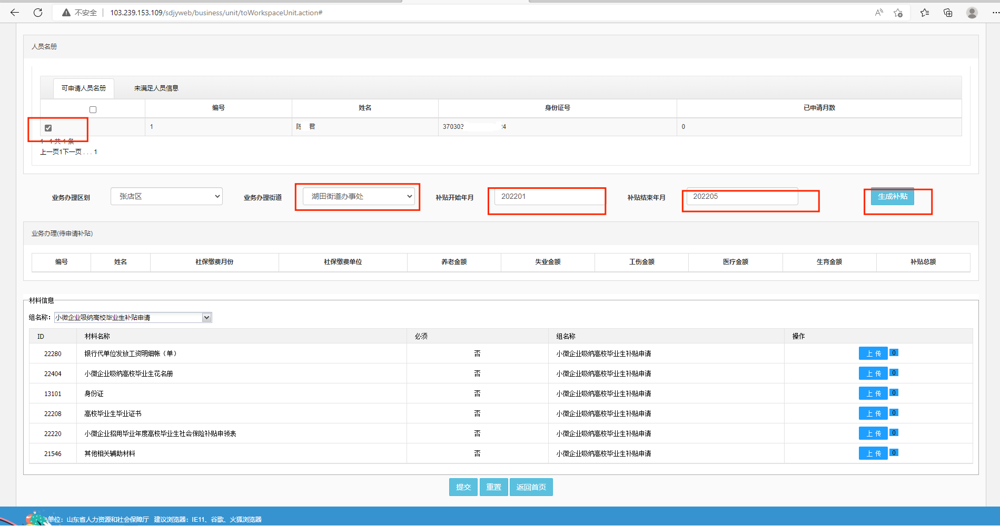 不安全 103.239.153.109/sdjyweb/business/unit/toWorkspaceUnit.action#
人员名册
可申请人员名册 未满足人员信息
编号 姓名 身份证号 已申请月数
1 陈 君 370303 24 0
1 - 1 共 1 条
上一页1下一页 . . . 1
业务办理区划 张店区 业务办理街道 湖田街道办事处 补贴开始年月 202201 补贴结束年月 202205 生成补贴
业务办理(待申请补贴)
编号 姓名 社保缴费月份 社保缴费单位 养老金额 失业金额 工伤金额 医疗金额 生育金额 补贴总额
材料信息
组名称： 小微企业吸纳高校毕业生补贴申请
ID 材料名称 必须 组名称 操作
22280 银行代单位发放工资明细帐（单） 否 小微企业吸纳高校毕业生补贴申请 上 传 0
22404 小微企业吸纳高校毕业生花名册 否 小微企业吸纳高校毕业生补贴申请 上 传 0
13101 身份证 否 小微企业吸纳高校毕业生补贴申请 上 传 0
22208 高校毕业生毕业证书 否 小微企业吸纳高校毕业生补贴申请 上 传 0
22220 小微企业招用毕业年度高校毕业生社会保险补贴申领表 否 小微企业吸纳高校毕业生补贴申请 上 传 0
21546 其他相关辅助材料 否 小微企业吸纳高校毕业生补贴申请 上 传 0
提交 重置 返回首页
单位：山东省人力资源和社会保障厅 建议浏览器：IE11、谷歌、火狐浏览器